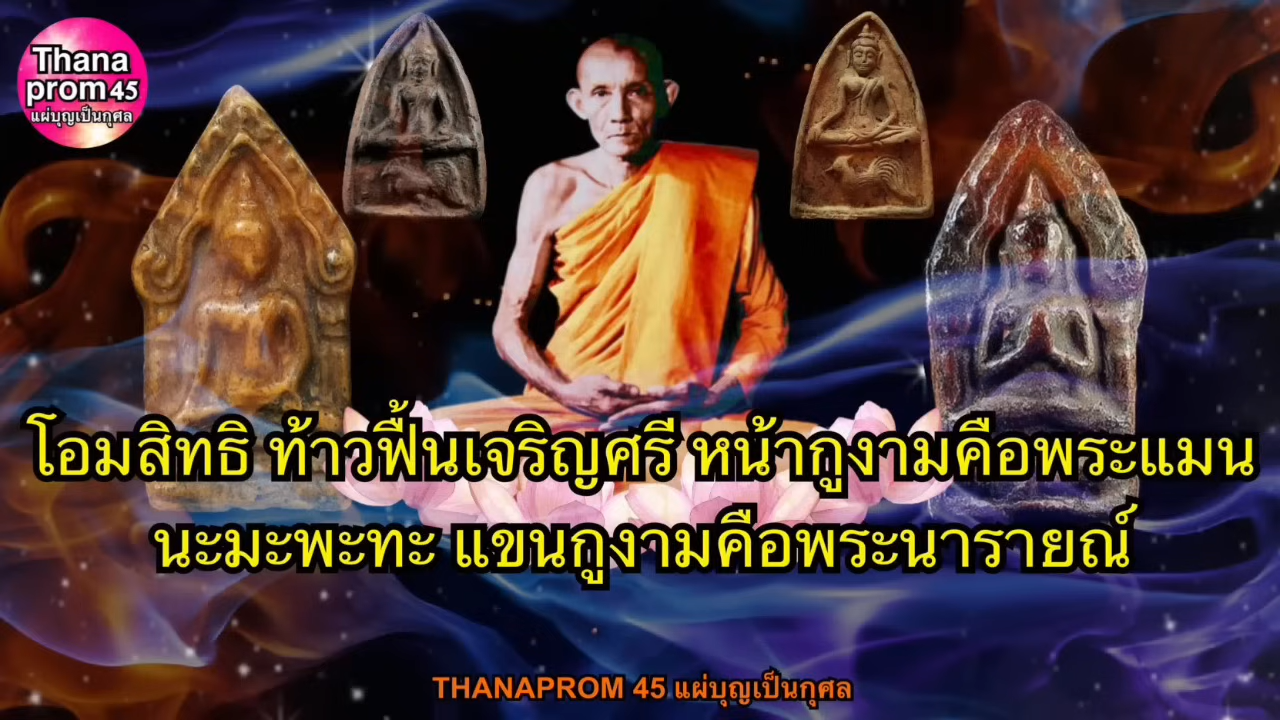 Thana
prom 45
แผ่บุญเป็นกุศล
โอมสิทธิ ท้าวฟื้นเจริญศรี หน้ากูงามคือพระแมน
นะมะพะทะ แขนกูงามคือพระนารายณ์
THANAPROM 45 แผ่บุญเป็นกุศล